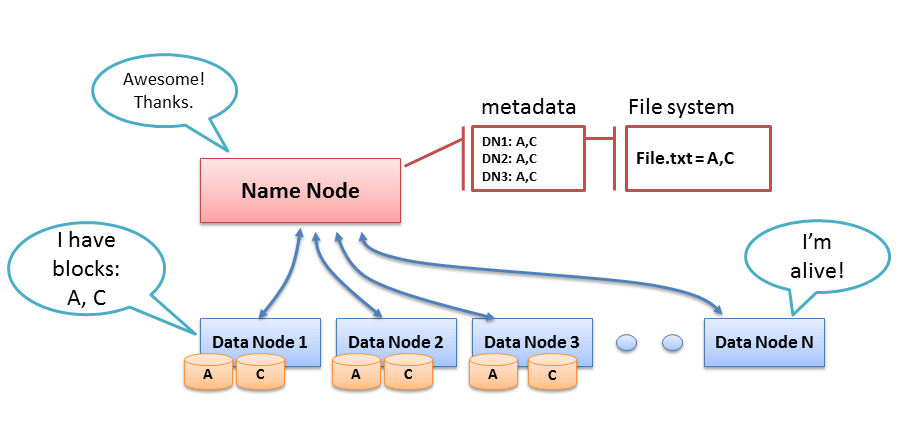 Awesome!
Thanks.
metadata
File system
DN1: A,C
DN2: A,C
DN3: A,C
File.txt = A,C
Name Node
I have
blocks:
A, C
I’m
alive!
Data Node 1
Data Node 2
Data Node 3
Data Node N
A
C
A
C
A
C